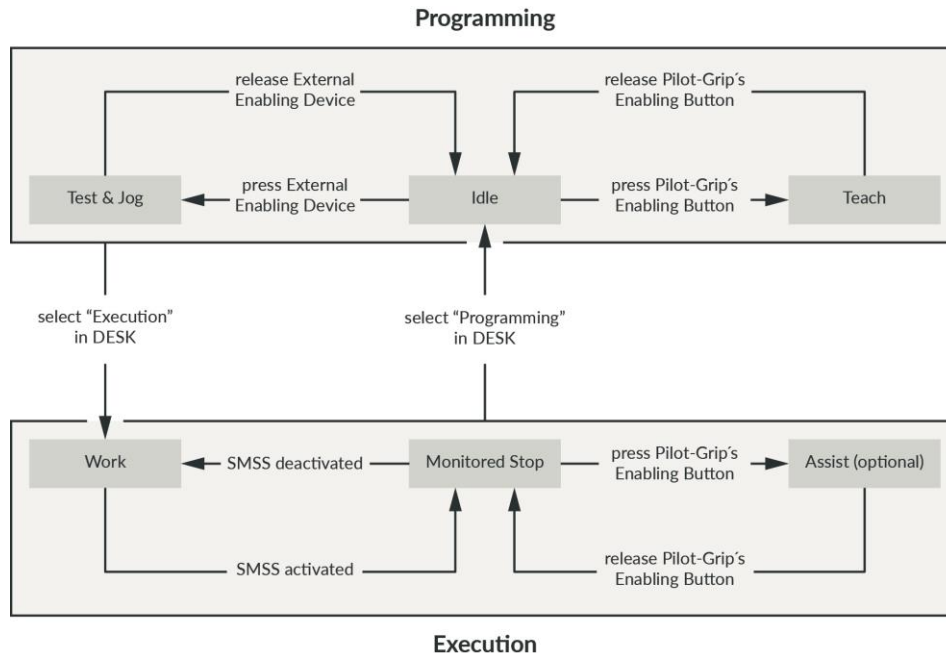 Programming
release External
Enabling Device
release Pilot-Grip´s
Enabling Button
Test & Jog
press External
Enabling Device
Idle
press Pilot-Grip´s
Enabling Button
Teach
select “Execution”
in DESK
select “Programming”
in DESK
Work
SMSS deactivated
Monitored Stop
press Pilot-Grip´s
Enabling Button
Assist (optional)
SMSS activated
release Pilot-Grip´s
Enabling Button
Execution